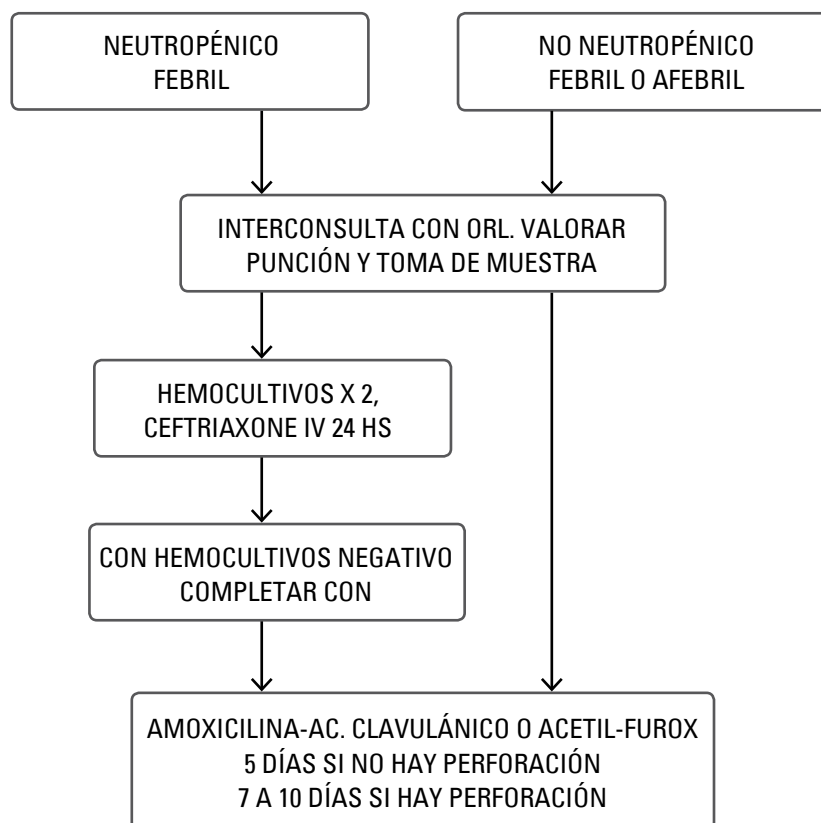 NEUTROPÉNICO
FEBRIL
NO NEUTROPÉNICO
FEBRIL O AFEBRIL
INTERCONSULTA CON ORL. VALORAR
PUNCIÓN Y TOMA DE MUESTRA
HEMOCULTIVOS X 2,
CEFTRIAXONE IV 24 HS
CON HEMOCULTIVOS NEGATIVO
COMPLETAR CON
AMOXICILINA-AC. CLAVULÁNICO O ACETIL-FUROX
5 DÍAS SI NO HAY PERFORACIÓN
7 A 10 DÍAS SI HAY PERFORACIÓN